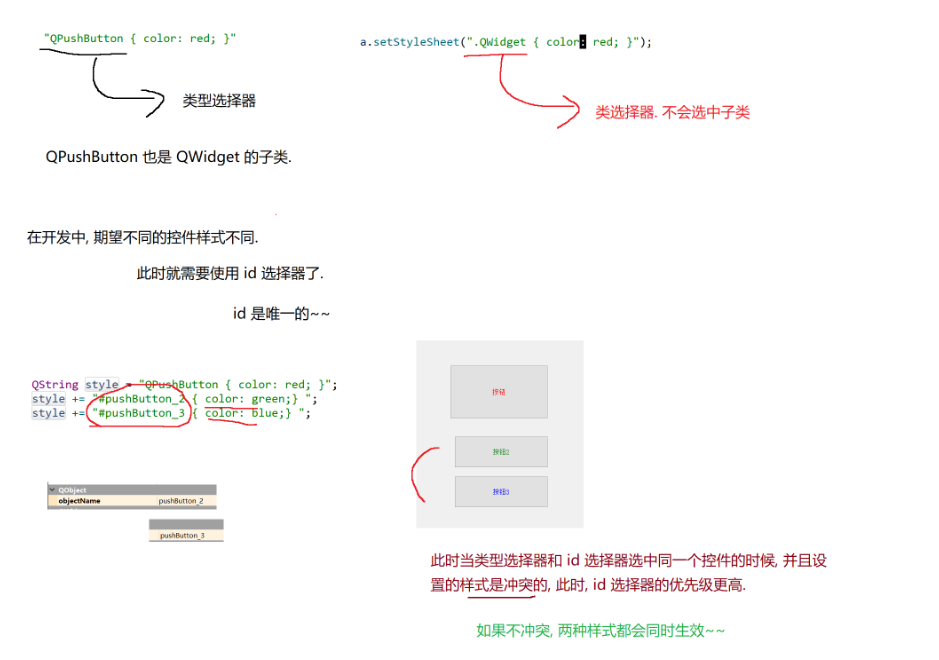 "QPushButton { color: red; }"
a.setStyleSheet(".QWidget { color: red; }");
类型选择器
类选择器. 不会选中子类
QPushButton 也是 QWidget 的子类.
在开发中, 期望不同的控件样式不同.
此时就需要使用 id 选择器了.
id 是唯一的~~
QString style = "QPushButton { color: red; }";
style += "#pushButton_2 { color: green;} ";
style += "#pushButton_3 { color: blue;} ";
按钮
按钮2
按钮3
QObject
objectName pushButton_2
pushButton_3
此时当类型选择器和 id 选择器选中同一个控件的时候, 并且设
置的样式是冲突的, 此时, id 选择器的优先级更高.
如果不冲突, 两种样式都会同时生效~~